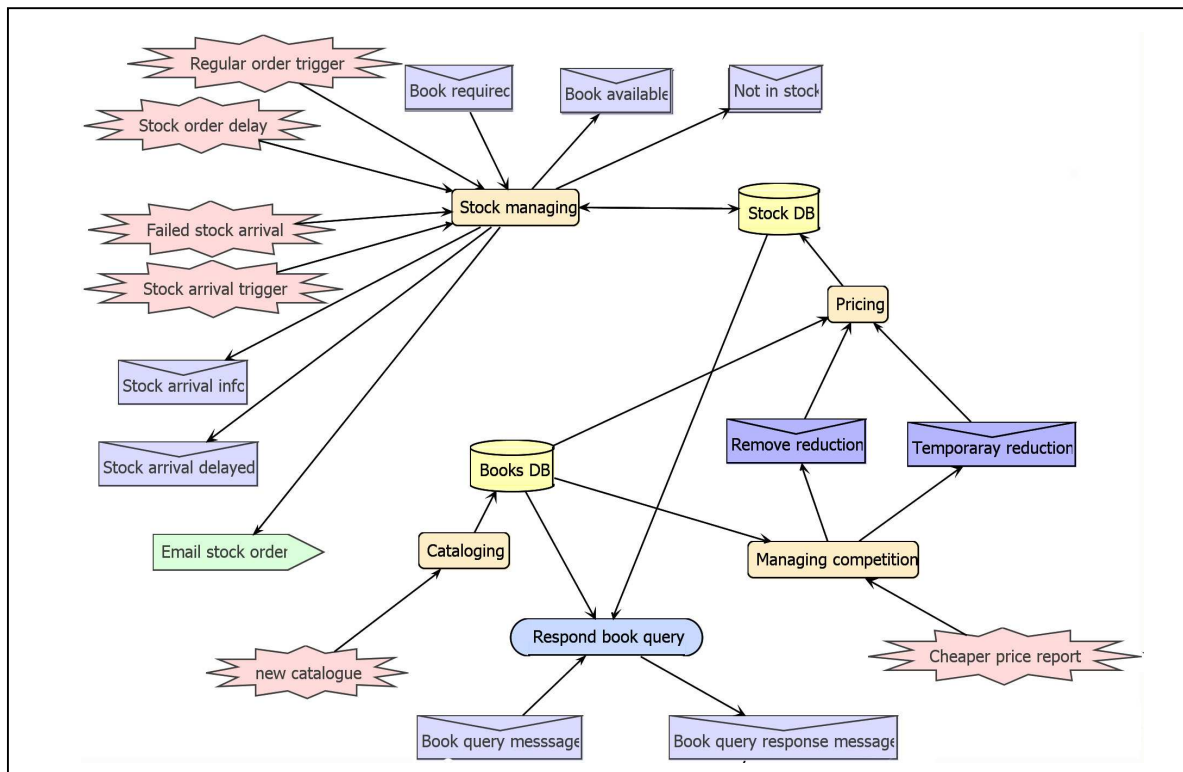 Regular order trigger
Book required
Book available
Not in stock
Stock order delay
Stock managing
Stock DB
Failed stock arrival
Stock arrival trigger
Pricing
Stock arrival info
Remove reduction
Temporaray reduction
Stock arrival delayed
Books DB
Email stock order
Cataloging
Managing competition
Respond book query
Cheaper price report
new catalogue
Book query messsage
Book query response message